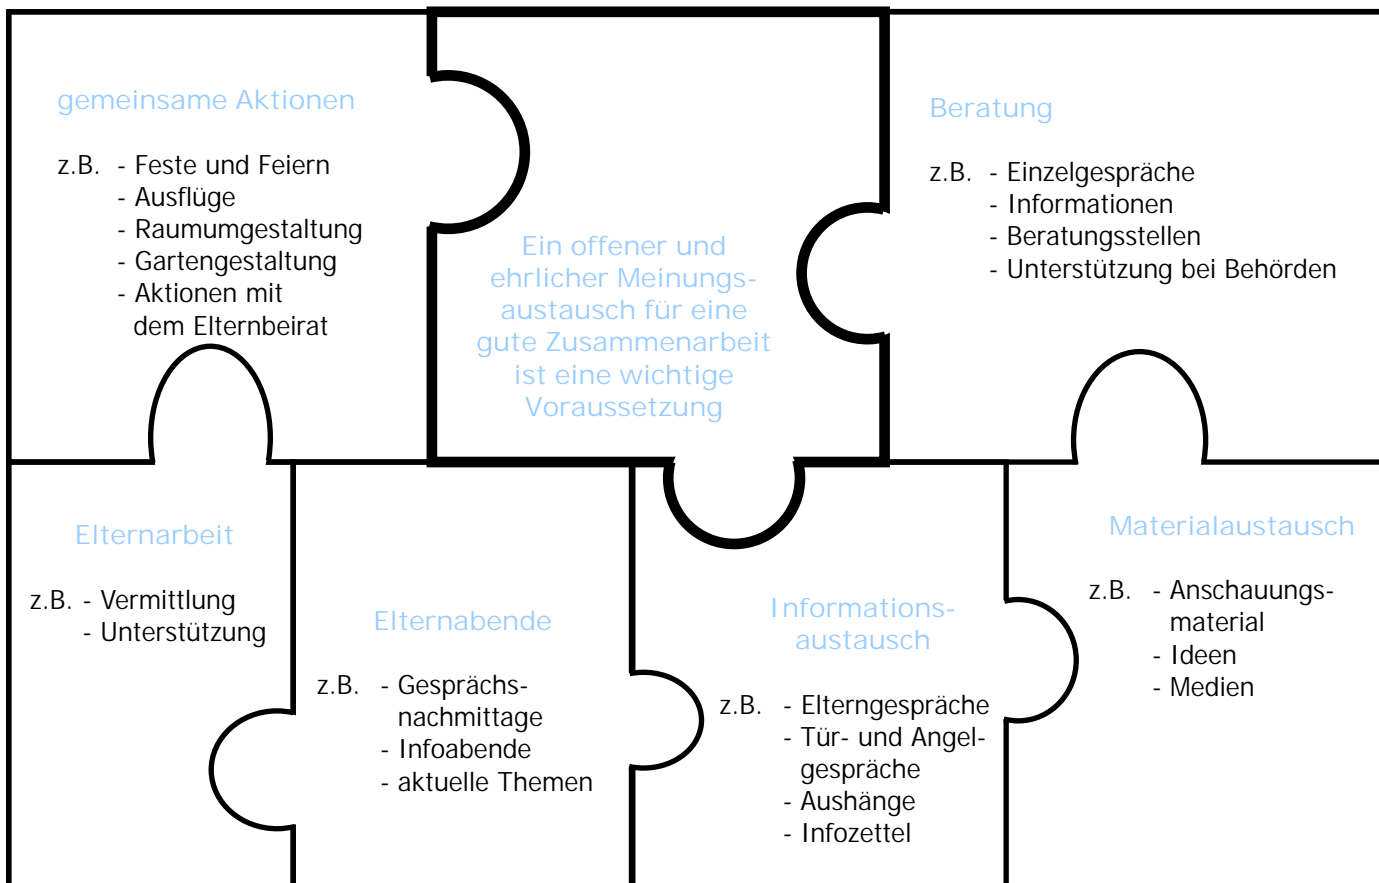 gemeinsame Aktionen
z.B. - Feste und Feiern
- Ausflüge
- Raumumgestaltung
- Gartengestaltung
- Aktionen mit
dem Elternbeirat
Ein offener und
ehrlicher Meinungs-
austausch für eine
gute Zusammenarbeit
ist eine wichtige
Voraussetzung
Beratung
z.B. - Einzelgespräche
- Informationen
- Beratungsstellen
- Unterstützung bei Behörden
Elternarbeit
z.B. - Vermittlung
- Unterstützung
Elternabende
z.B. - Gesprächs-
nachmittage
- Infoabende
- aktuelle Themen
Informations-
austausch
z.B. - Elterngespräche
- Tür- und Angel-
gespräche
- Aushänge
- Infozettel
Materialaustausch
z.B. - Anschauungs-
material
- Ideen
- Medien